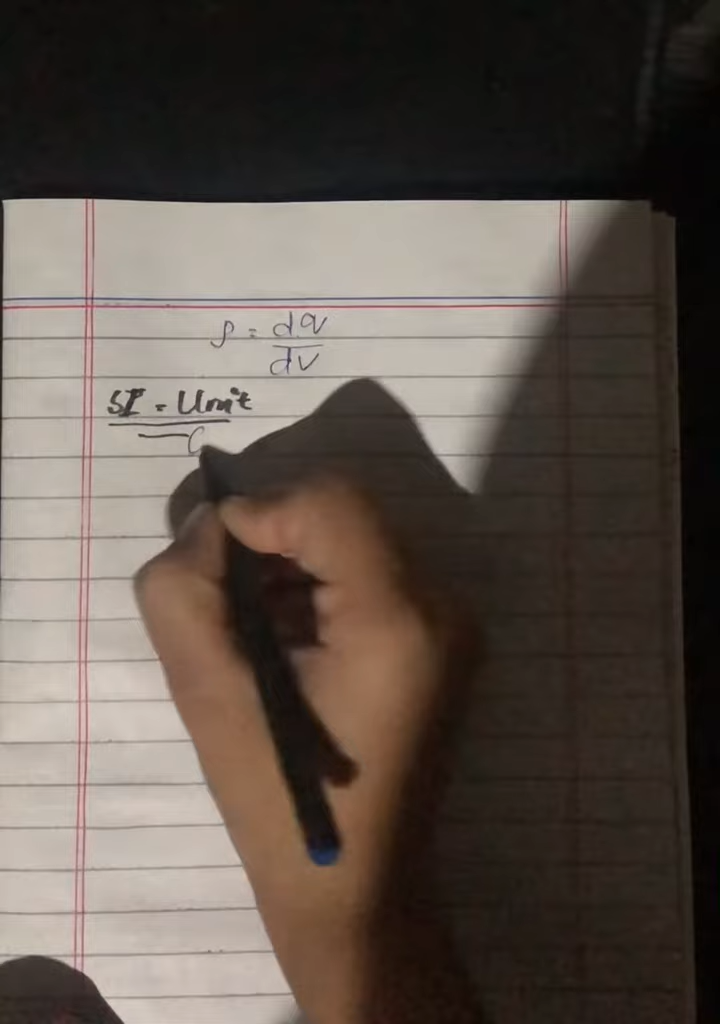 ρ = dq/dv
SI - Unit
— C